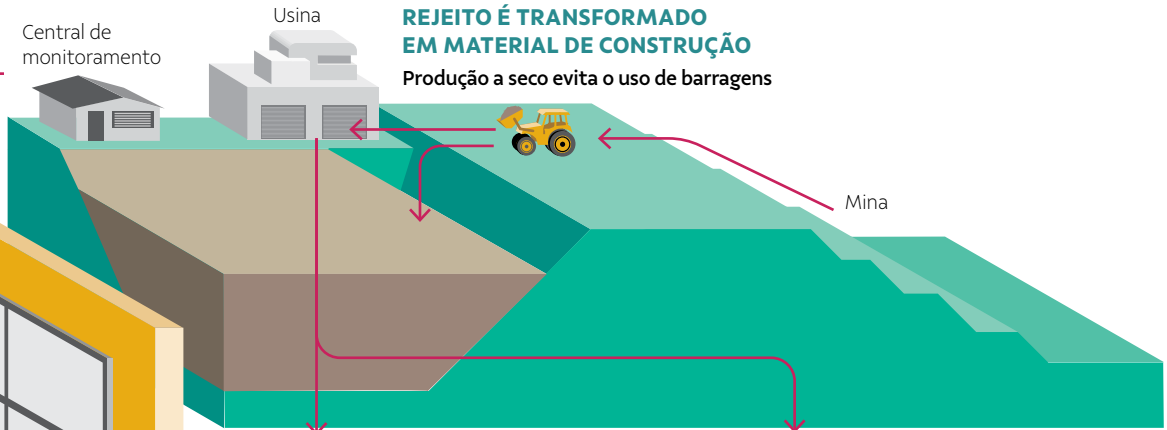 Central de
monitoramento
Usina
REJEITO É TRANSFORMADO
EM MATERIAL DE CONSTRUÇÃO
Produção a seco evita o uso de barragens
Mina